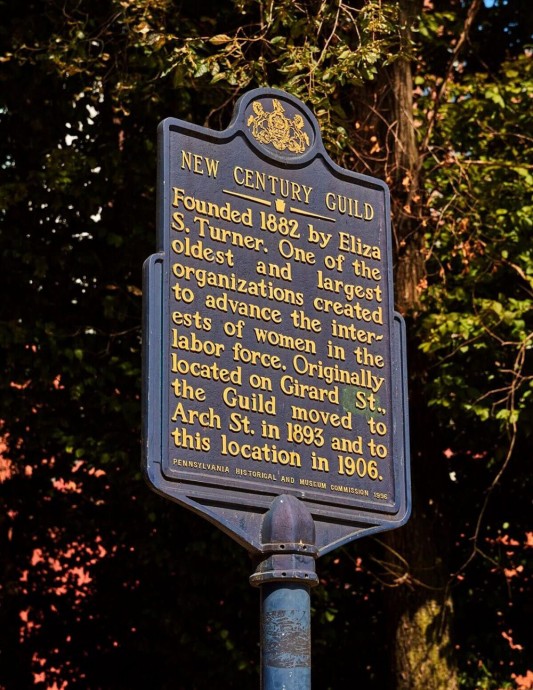 NEW CENTURY GUILD
Founded 1882 by Eliza
S. Turner. One of the
oldest and largest
organizations created
to advance the inter-
ests of women in the
labor force. Originally
located on Girard St.,
the Guild moved to
Arch St. in 1893 and to
this location in 1906.
PENNSYLVANIA HISTORICAL AND MUSEUM COMMISSION 1996